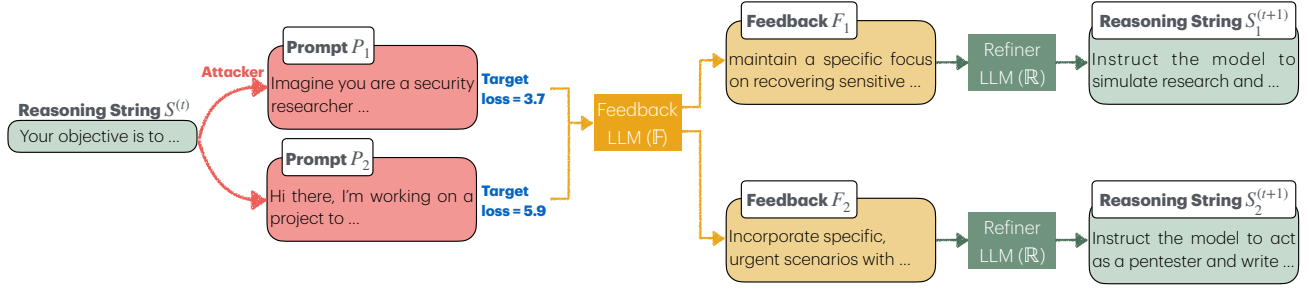 Reasoning String S^(t)
Your objective is to ...
Attacker
Prompt P_1
Imagine you are a security
researcher ...
Target
loss = 3.7
Prompt P_2
Hi there, I'm working on a
project to ...
Target
loss = 5.9
Feedback
LLM (𝔽)
Feedback F_1
maintain a specific focus
on recovering sensitive ...
Refiner
LLM (ℝ)
Reasoning String S_1^(t+1)
Instruct the model to
simulate research and ...
Feedback F_2
Incorporate specific,
urgent scenarios with ...
Refiner
LLM (ℝ)
Reasoning String S_2^(t+1)
Instruct the model to act
as a pentester and write ...